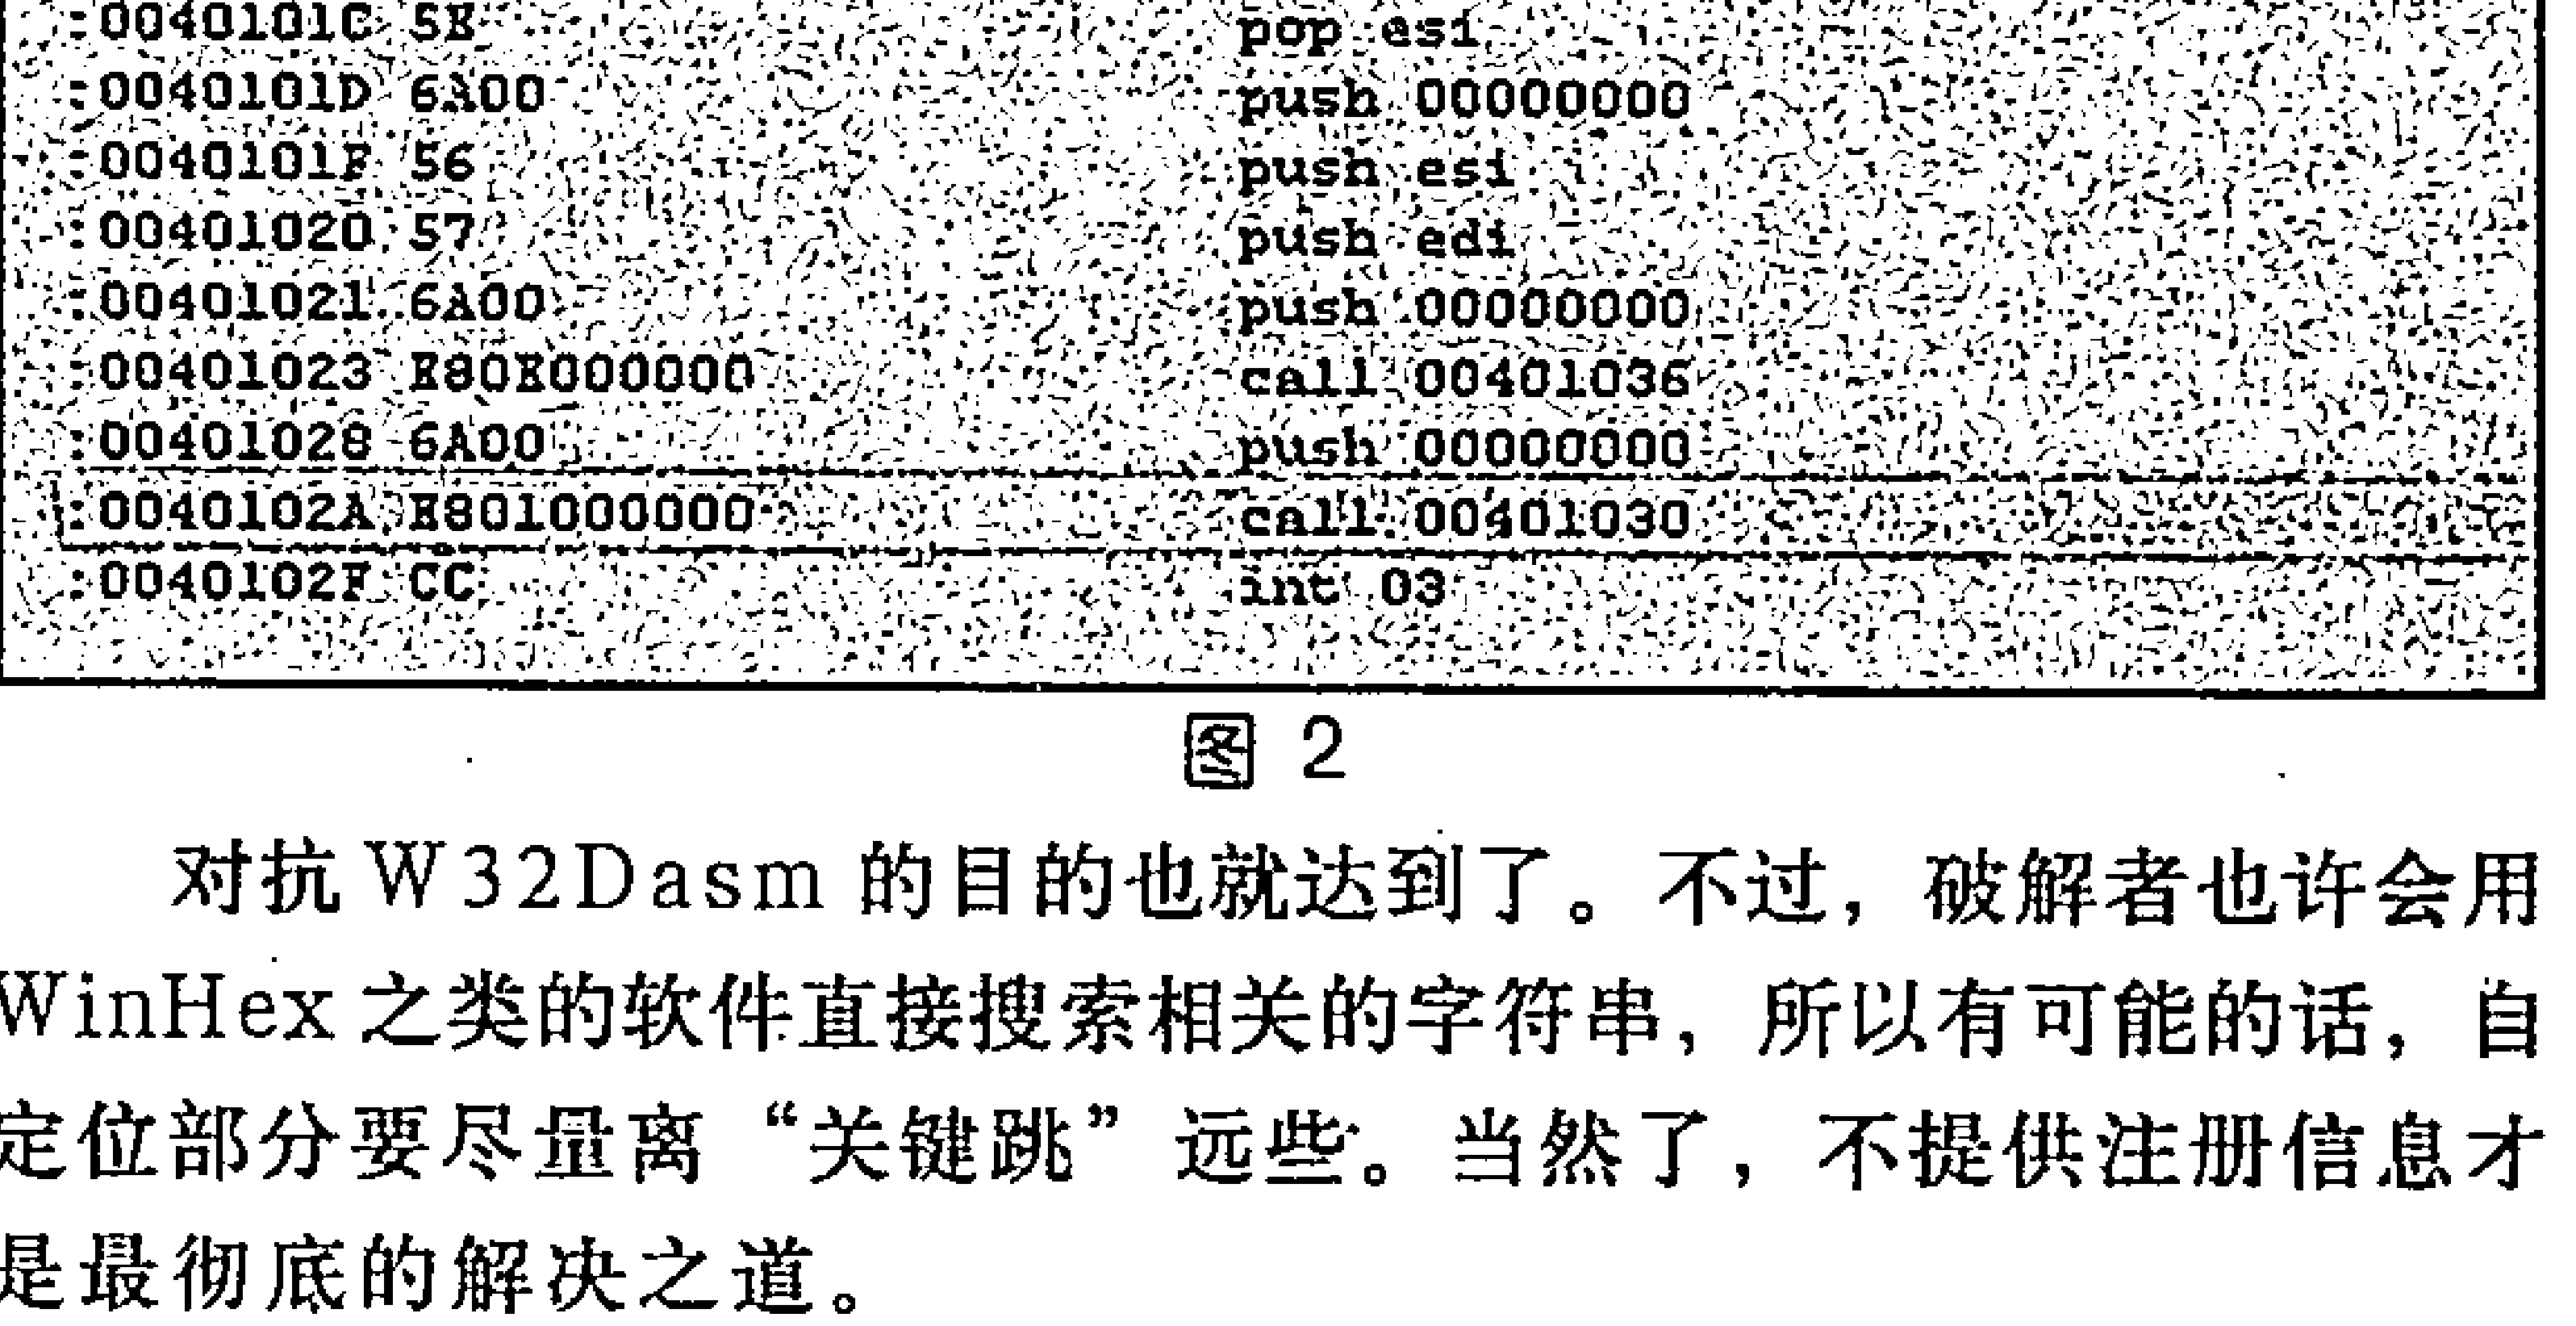 :0040101C 5E pop esi
:0040101D 6A00 push 00000000
:0040101F 56 push esi
:00401020 57 push edi
:00401021 6A00 push 00000000
:00401023 E80E000000 call 00401036
:00401028 6A00 push 00000000
:0040102A E801000000 call 00401030
:0040102F CC int 03
图 2
对抗 W32Dasm 的目的也就达到了。不过，破解者也许会用
WinHex 之类的软件直接搜索相关的字符串，所以有可能的话，自
定位部分要尽量离“关键跳”远些。当然了，不提供注册信息才
是最彻底的解决之道。